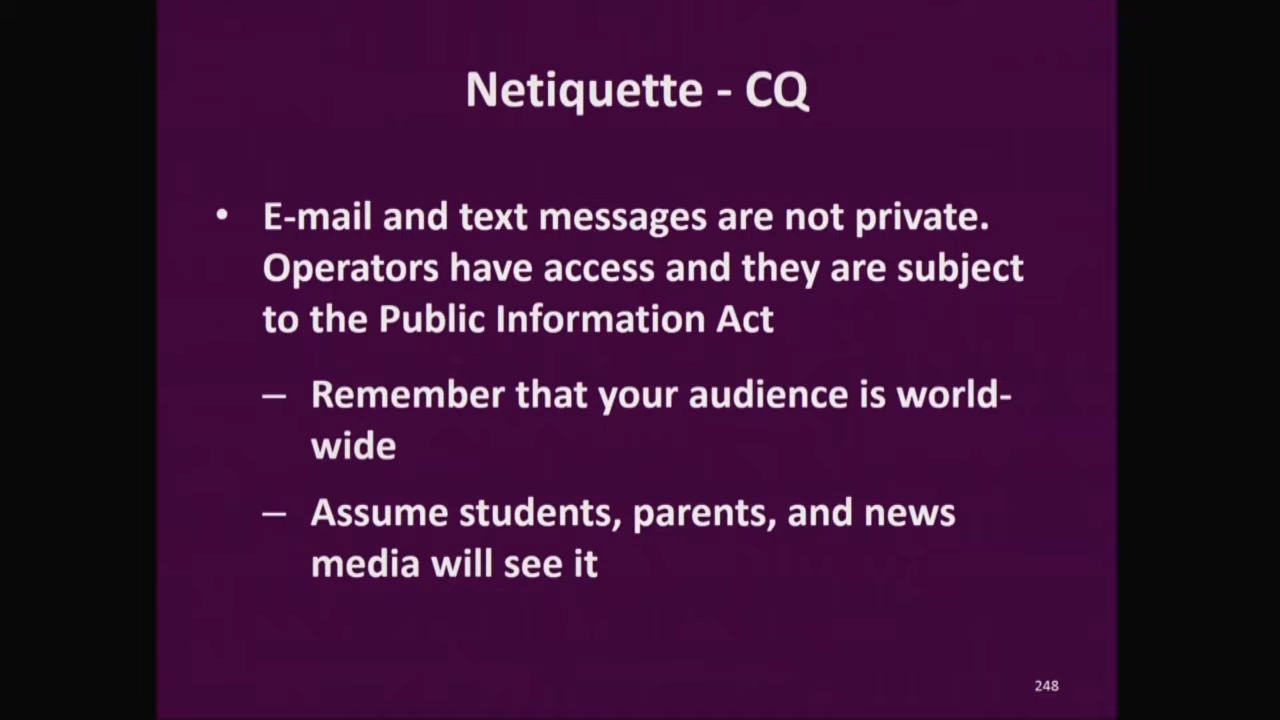 Netiquette - CQ
• E-mail and text messages are not private.
Operators have access and they are subject
to the Public Information Act
– Remember that your audience is world-
wide
– Assume students, parents, and news
media will see it
248